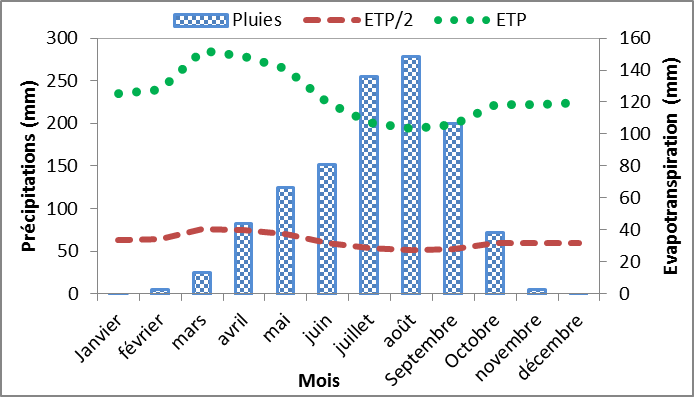 Pluies ETP/2 ETP
Précipitations (mm)
300
250
200
150
100
50
0
Evapotranspiration (mm)
160
140
120
100
80
60
40
20
0
Janvier
février
mars
avril
mai
juin
juillet
août
Septembre
Octobre
novembre
décembre
Mois